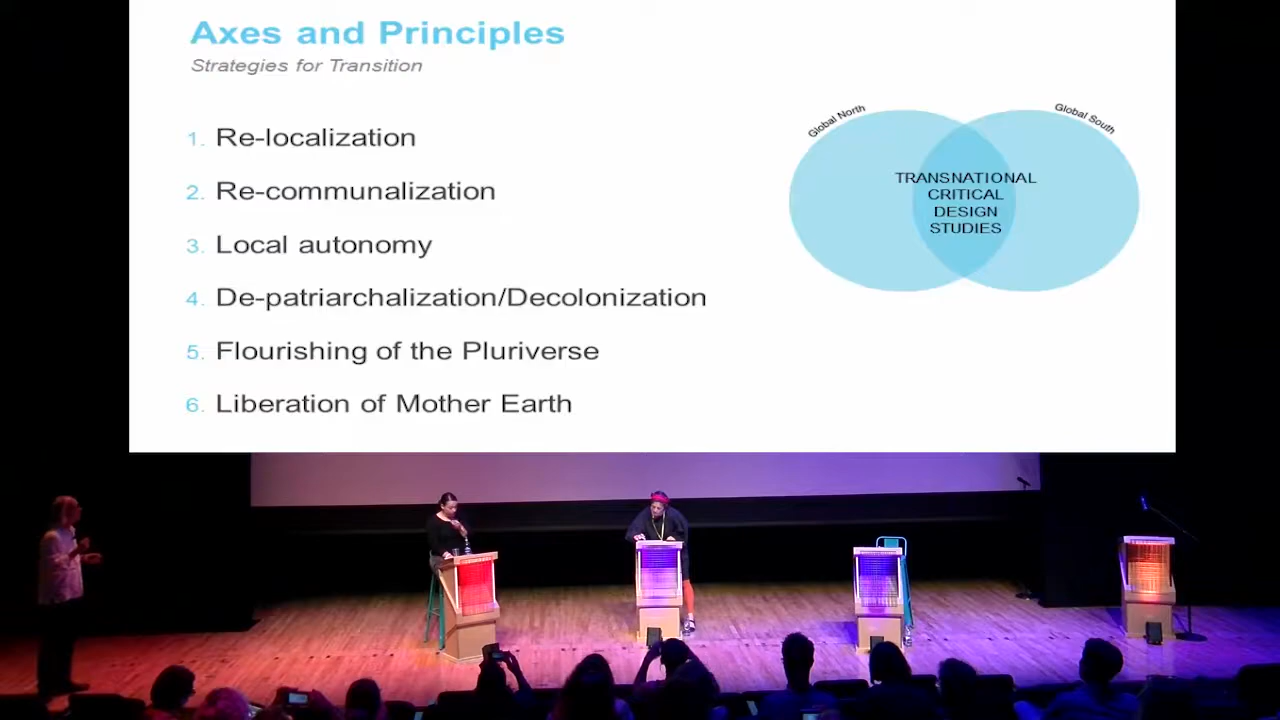 Axes and Principles
Strategies for Transition
1. Re-localization
2. Re-communalization
3. Local autonomy
4. De-patriarchalization/Decolonization
5. Flourishing of the Pluriverse
6. Liberation of Mother Earth
Global North
Global South
TRANSNATIONAL
CRITICAL
DESIGN
STUDIES